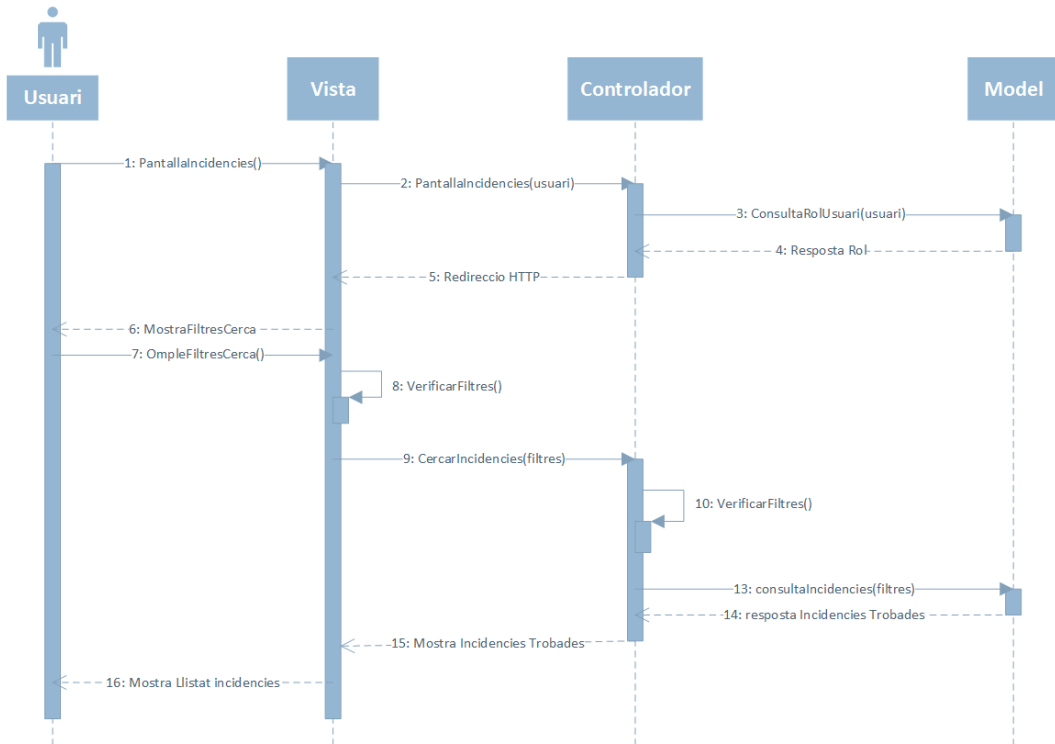 Usuari
Vista
Controlador
Model
1: PantallaIncidencies()
2: PantallaIncidencies(usuari)
3: ConsultaRolUsuari(usuari)
4: Resposta Rol
5: Redireccio HTTP
6: MostraFiltresCerca
7: OmpleFiltresCerca()
8: VerificarFiltres()
9: CercarIncidencies(filtres)
10: VerificarFiltres()
13: consultaIncidencies(filtres)
14: resposta Incidencies Trobades
15: Mostra Incidencies Trobades
16: Mostra Llistat incidencies